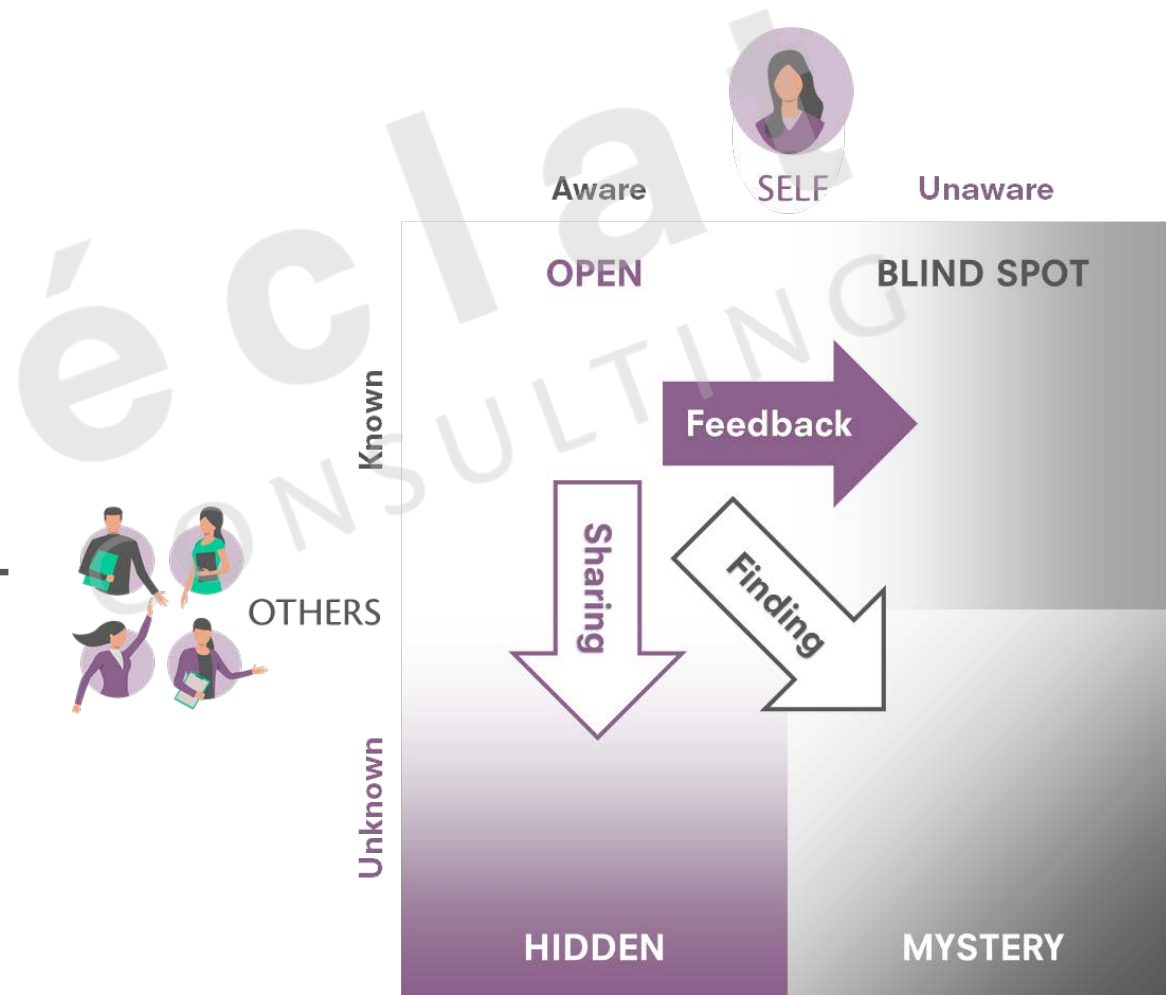 éclat
CONSULTING
Aware
SELF
Unaware
OPEN
BLIND SPOT
Known
Feedback
Sharing
Finding
OTHERS
Unknown
HIDDEN
MYSTERY